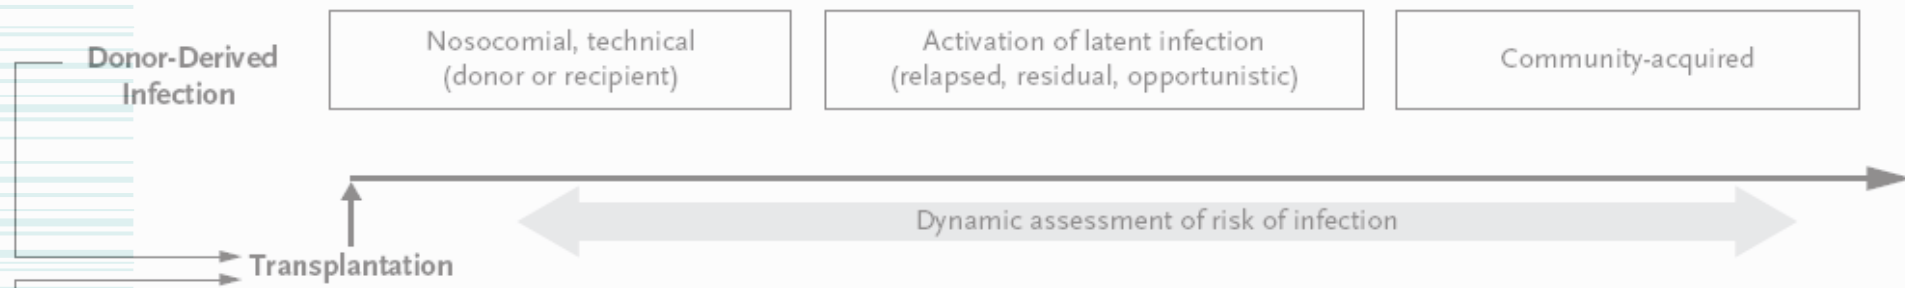 Donor-Derived
Infection
Nosocomial, technical
(donor or recipient)
Activation of latent infection
(relapsed, residual, opportunistic)
Community-acquired
Dynamic assessment of risk of infection
Transplantation